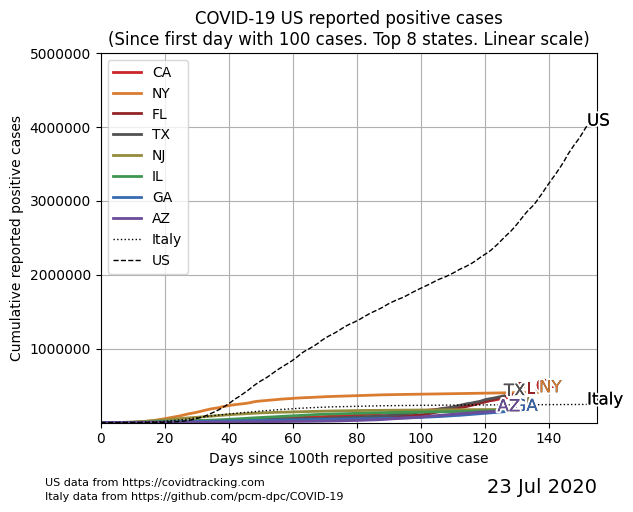 COVID-19 US reported positive cases
(Since first day with 100 cases. Top 8 states. Linear scale)
5000000
4000000
3000000
2000000
1000000
0
20
40
60
80
100
120
140
Cumulative reported positive cases
Days since 100th reported positive case
CA
NY
FL
TX
NJ
IL
GA
AZ
Italy
US
US
TX
NY
Italy
AZ
US data from https://covidtracking.com
Italy data from https://github.com/pcm-dpc/COVID-19
23 Jul 2020